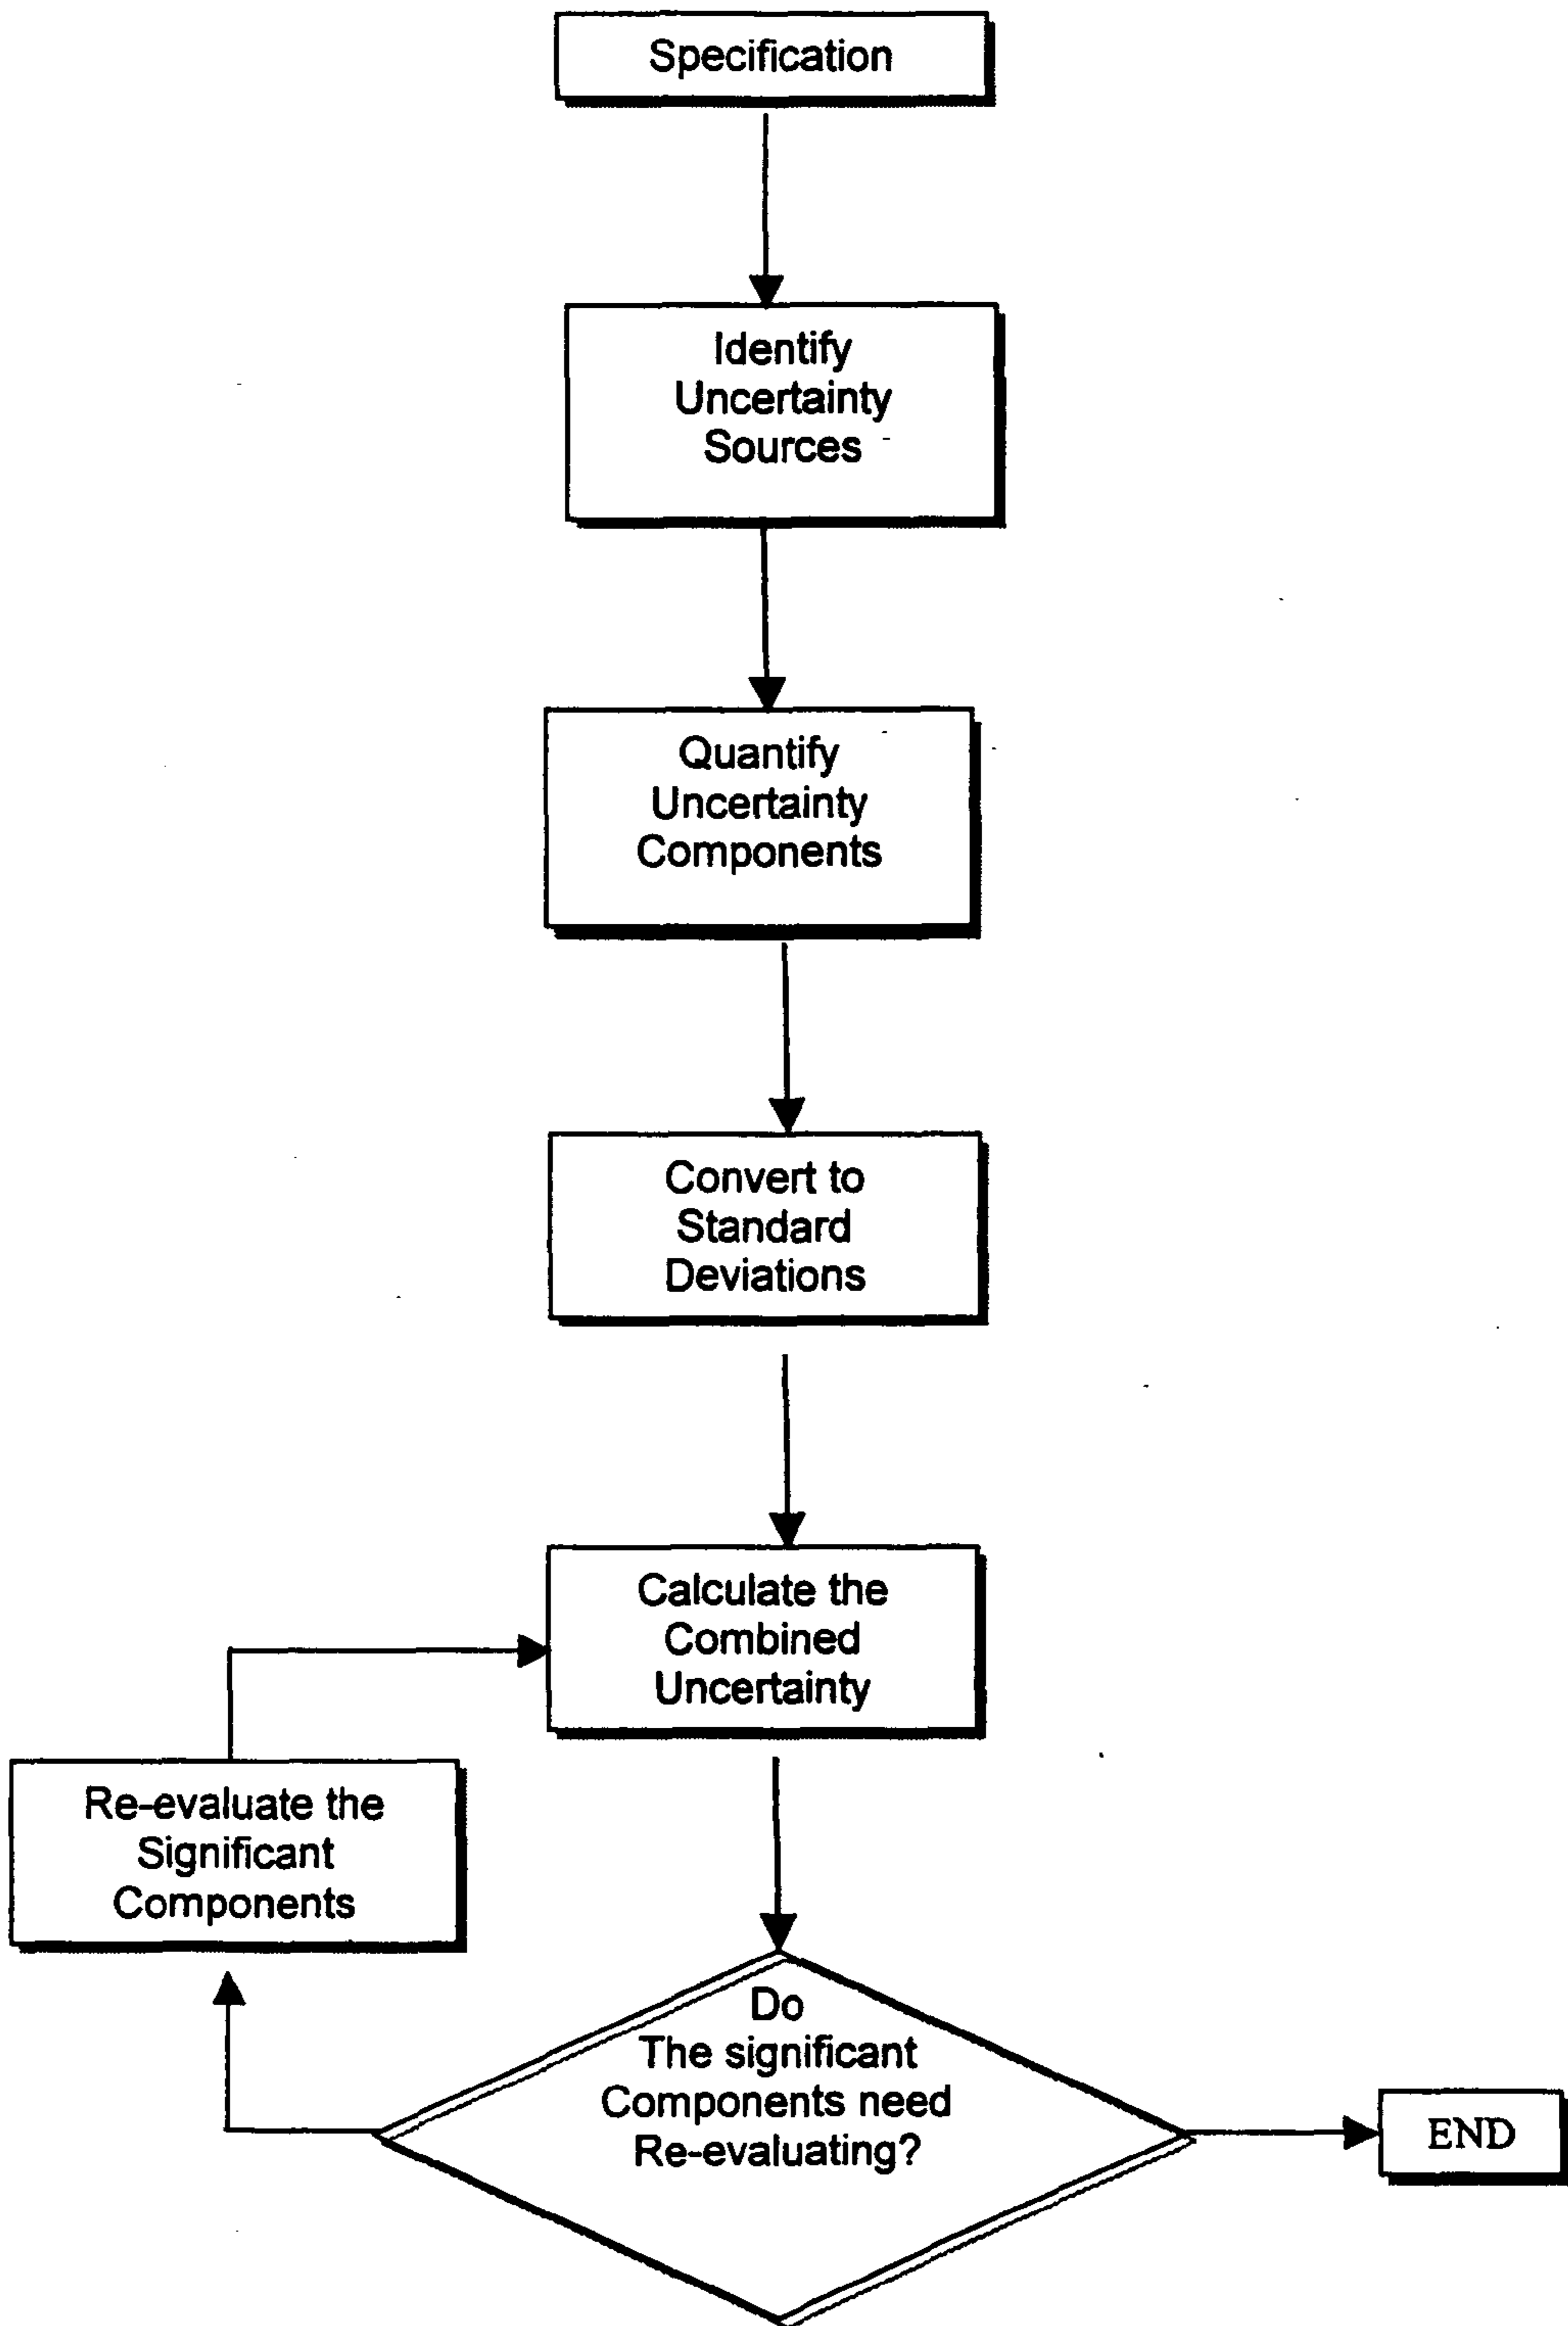 Specification
Identify
Uncertainty
Sources
Quantify
Uncertainty
Components
Convert to
Standard
Deviations
Calculate the
Combined
Uncertainty
Re-evaluate the
Significant
Components
Do
The significant
Components need
Re-evaluating?
END